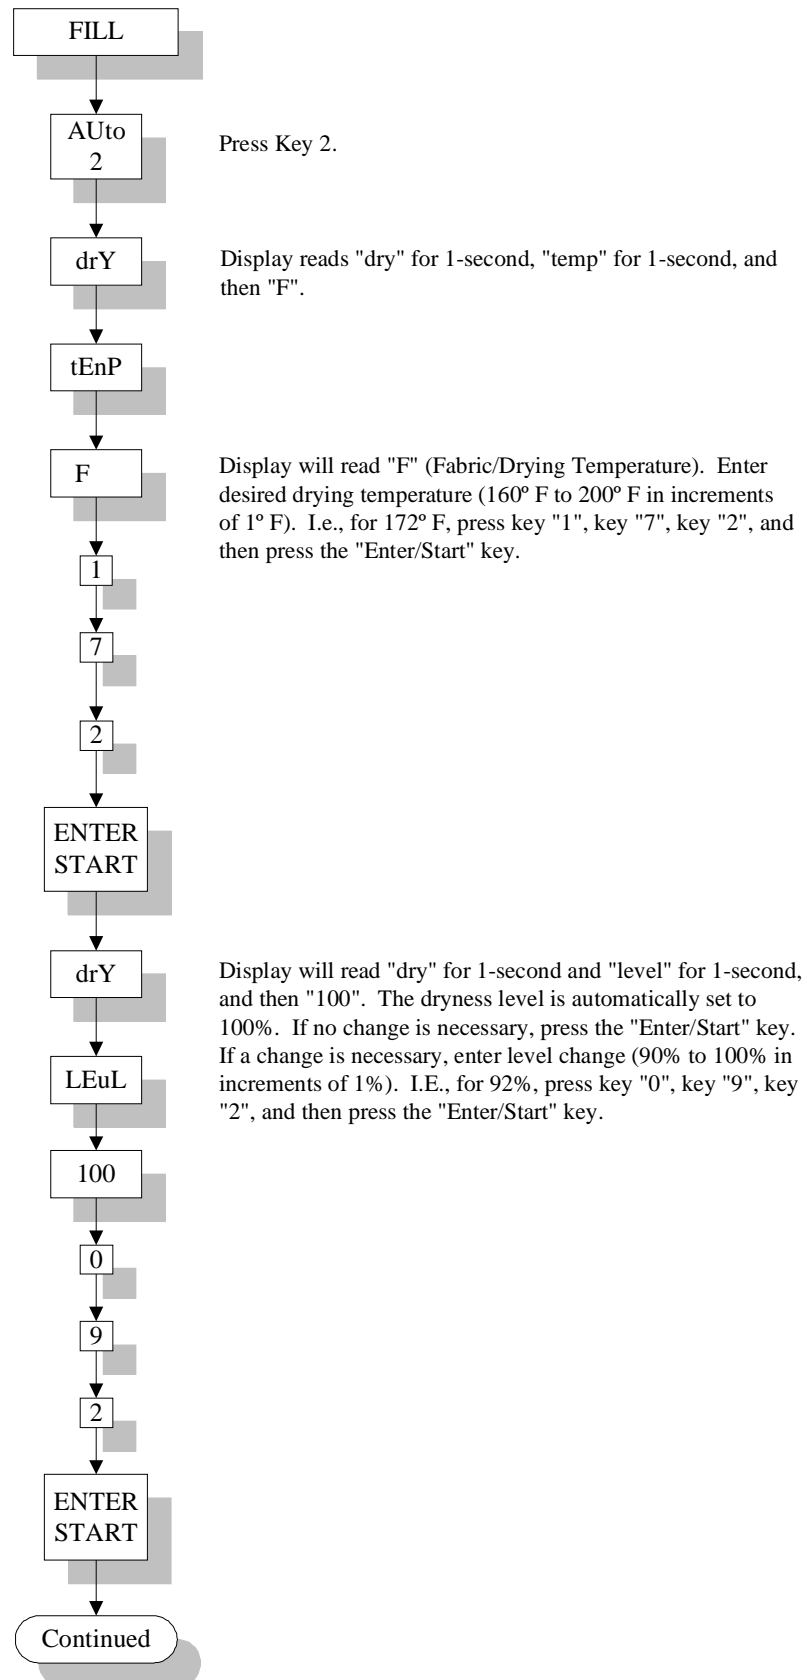 FILL
AUto
2
Press Key 2.
drY
Display reads "dry" for 1-second, "temp" for 1-second, and
then "F".
tEnP
F
Display will read "F" (Fabric/Drying Temperature).  Enter
desired drying temperature (160º F to 200º F in increments
of 1º F).  I.e., for 172º F, press key "1", key "7", key "2", and
then press the "Enter/Start" key.
1
7
2
ENTER
START
drY
Display will read "dry" for 1-second and "level" for 1-second,
and then "100".  The dryness level is automatically set to
100%.  If no change is necessary, press the "Enter/Start" key.
If a change is necessary, enter level change (90% to 100% in
increments of 1%).  I.E., for 92%, press key "0", key "9", key
"2", and then press the "Enter/Start" key.
LEuL
100
0
9
2
ENTER
START
Continued